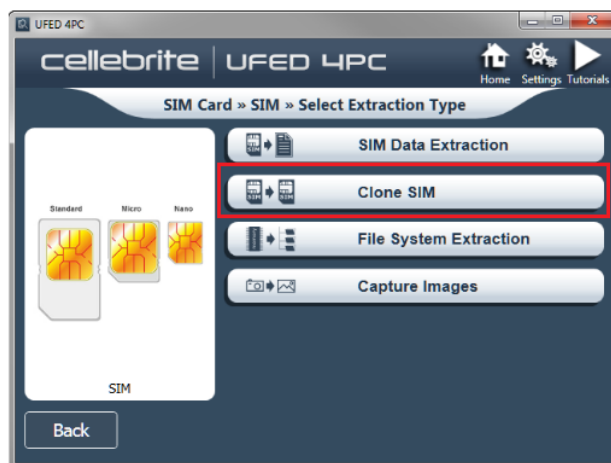 UFED 4PC
cellebrite UFED 4PC
Home Settings Tutorials
SIM Card » SIM » Select Extraction Type
SIM Data Extraction
Clone SIM
File System Extraction
Capture Images
Standard Micro Nano
SIM
Back